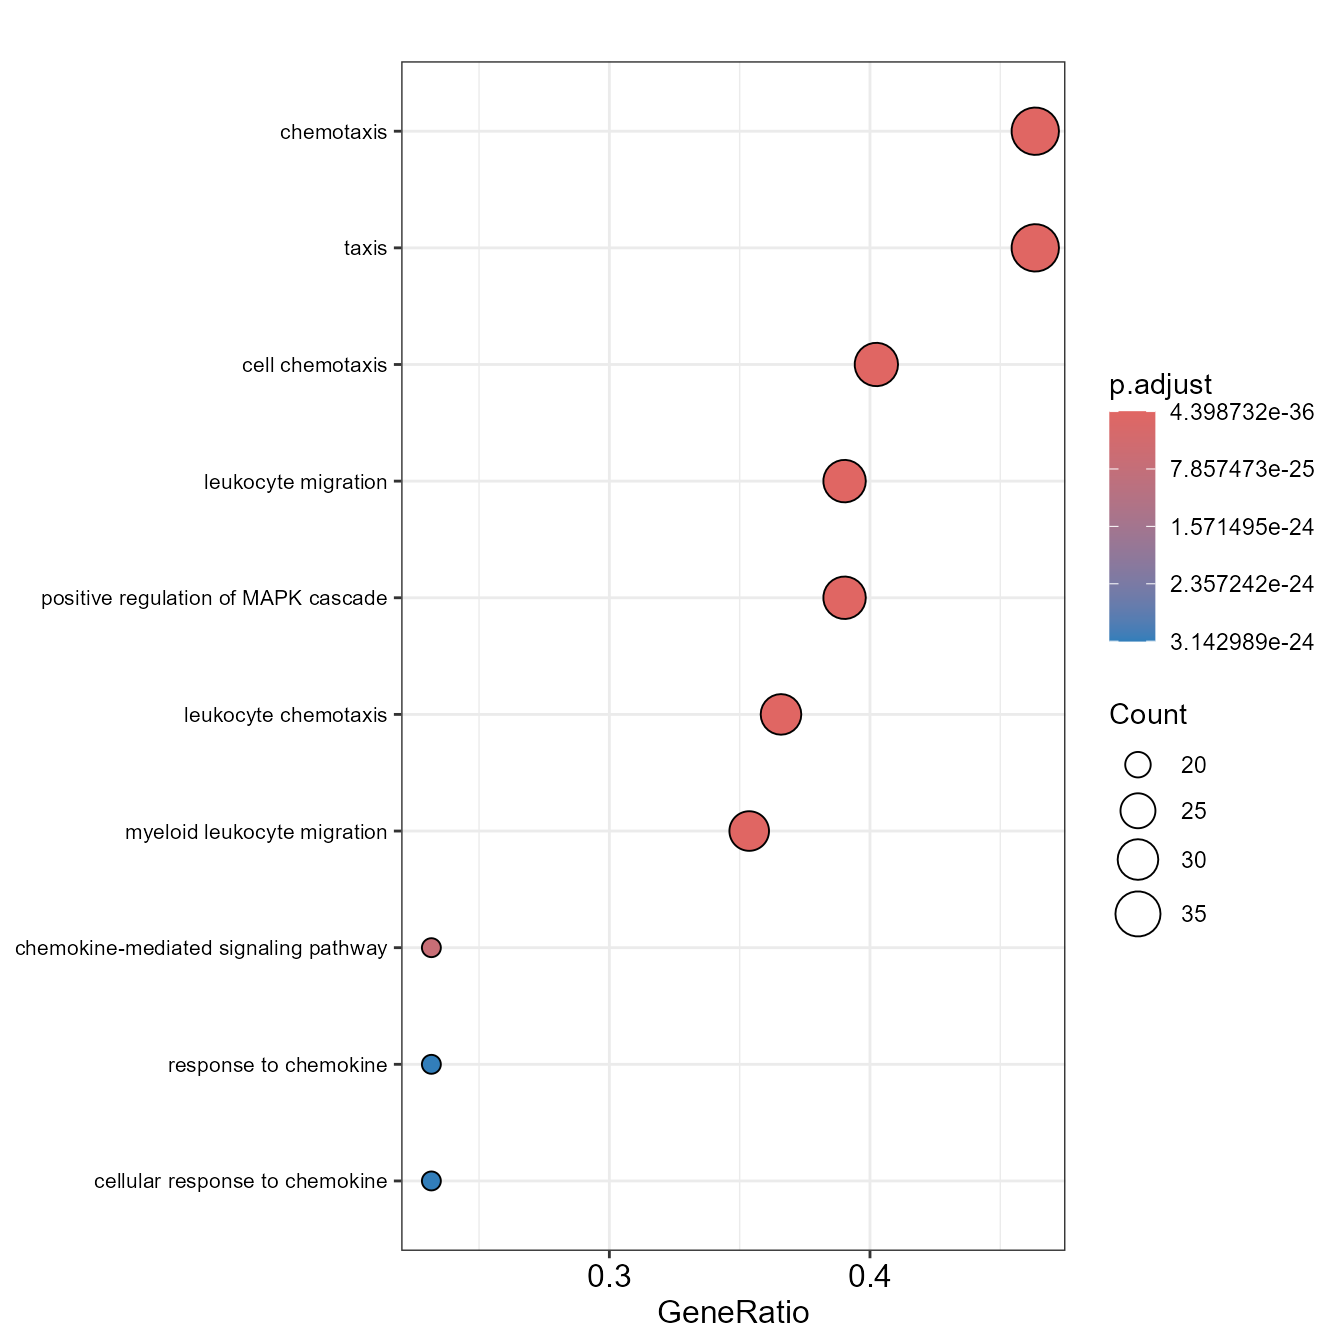 chemotaxis
taxis
cell chemotaxis
leukocyte migration
positive regulation of MAPK cascade
leukocyte chemotaxis
myeloid leukocyte migration
chemokine-mediated signaling pathway
response to chemokine
cellular response to chemokine
0.3
0.4
GeneRatio
p.adjust
4.398732e-36
7.857473e-25
1.571495e-24
2.357242e-24
3.142989e-24
Count
20
25
30
35